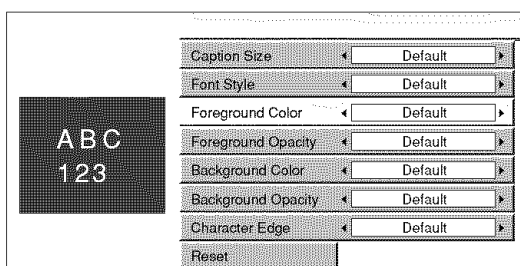 Caption Size Default
Font Style Default
Foreground Color Default
Foreground Opacity Default
Background Color Default
Background Opacity Default
Character Edge Default
Reset
ABC
123